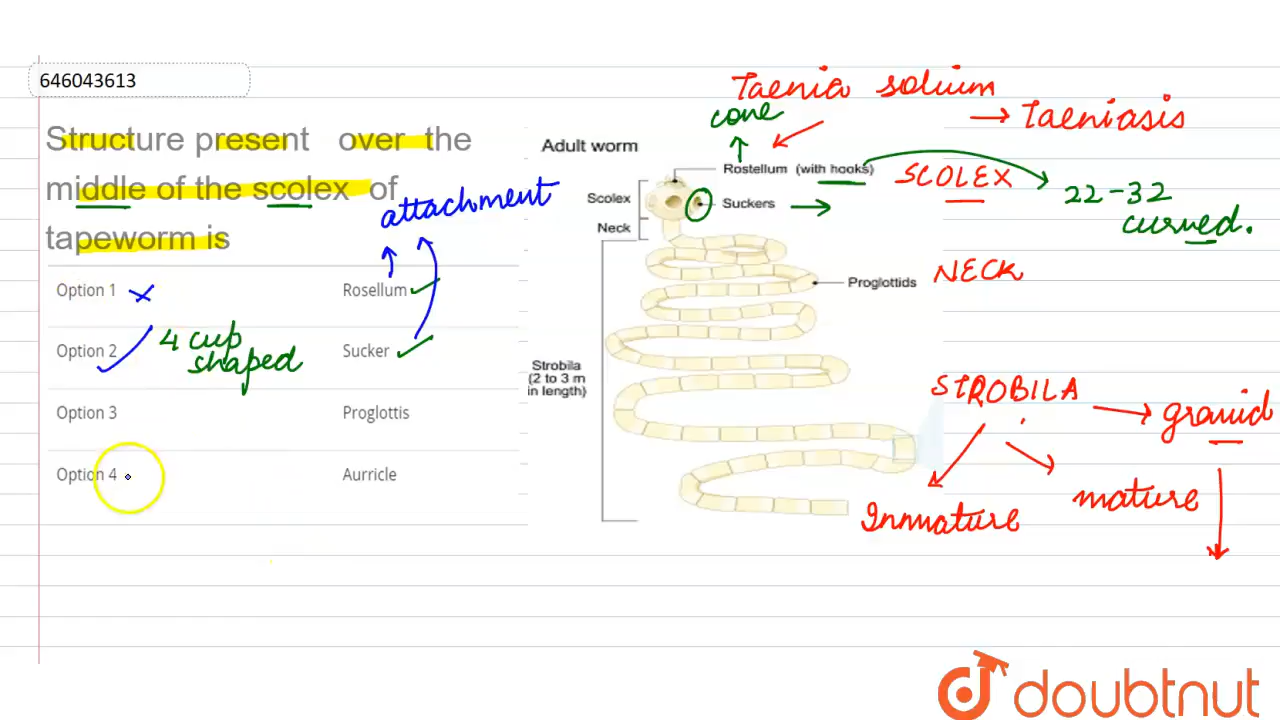 646043613
Structure present over the
middle of the scolex of
tapeworm is
attachment
Option 1 Rosellum
Option 2 Sucker
4 cup
shaped
Option 3 Proglottis
Option 4 Aurricle
Taenia solium
→ Taeniasis
cone
Adult worm
Rostellum (with hooks)
SCOLEX
22-32
curved.
Scolex
Suckers
Neck
Proglottids
NECK
Strobila
(2 to 3 m
in length)
STROBILA
gravid
mature
Immature
doubtnut